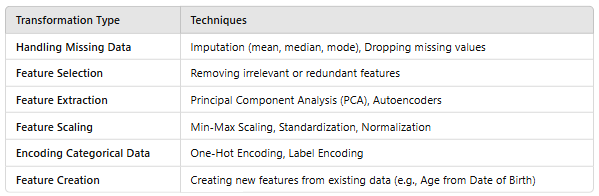 Transformation Type Techniques
Handling Missing Data Imputation (mean, median, mode), Dropping missing values
Feature Selection Removing irrelevant or redundant features
Feature Extraction Principal Component Analysis (PCA), Autoencoders
Feature Scaling Min-Max Scaling, Standardization, Normalization
Encoding Categorical Data One-Hot Encoding, Label Encoding
Feature Creation Creating new features from existing data (e.g., Age from Date of Birth)